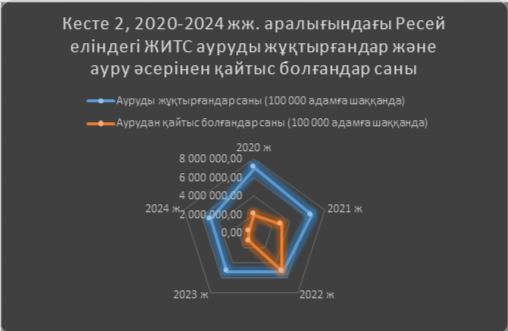 Кесте 2, 2020-2024 жж. аралығындағы Ресей
еліндегі ЖИТС ауруды жұқтырғандар және
ауру әсерінен қайтыс болғандар саны
Ауруды жұқтырғандар саны (100 000 адамға шаққанда)
Аурудан қайтыс болғандар саны (100 000 адамға шаққанда)
2020 ж
8 000 000,00
6 000 000,00
4 000 000,00
2024 ж
2 000 000,00
2021 ж
0,00
2023 ж
2022 ж